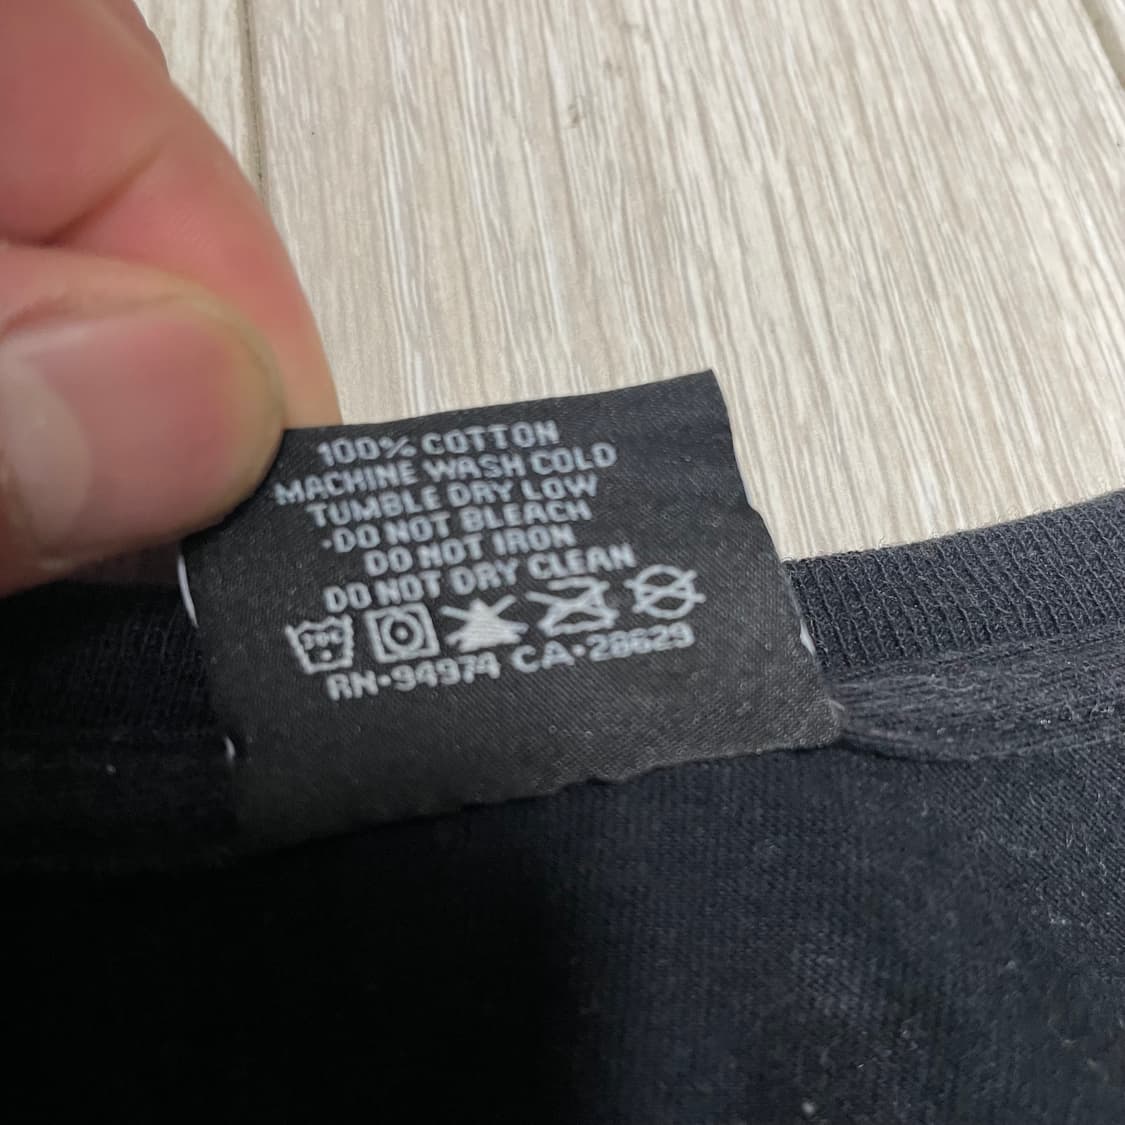 100% COTTON
MACHINE WASH COLD
TUMBLE DRY LOW
·DO NOT BLEACH
DO NOT IRON
DO NOT DRY CLEAN
30C
RN·94974 CA·28629